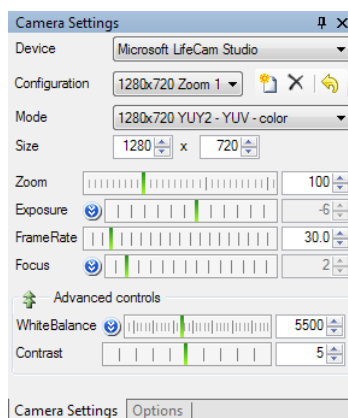 Camera Settings
Device Microsoft LifeCam Studio
Configuration 1280x720 Zoom 1
Mode 1280x720 YUY2 - YUV - color
Size 1280 x 720
Zoom 100
Exposure -6
FrameRate 30.0
Focus 2
Advanced controls
WhiteBalance 5500
Contrast 5
Camera Settings Options